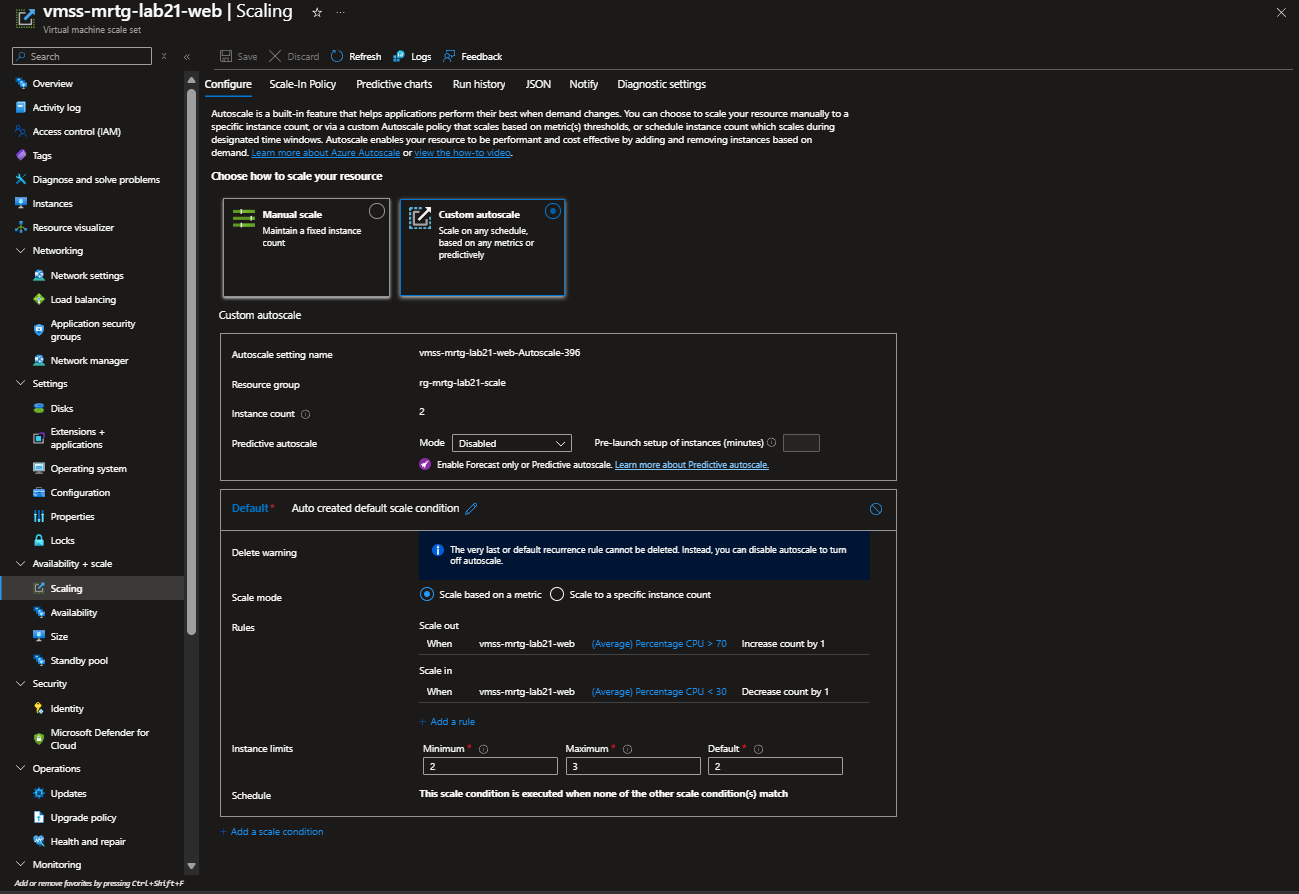 vmss-mrtg-lab21-web | Scaling
Virtual machine scale set
Search
Save
Discard
Refresh
Logs
Feedback
Overview
Activity log
Access control (IAM)
Tags
Diagnose and solve problems
Instances
Resource visualizer
Networking
Network settings
Load balancing
Application security
groups
Network manager
Settings
Disks
Extensions +
applications
Operating system
Configuration
Properties
Locks
Availability + scale
Scaling
Availability
Size
Standby pool
Security
Identity
Microsoft Defender for
Cloud
Operations
Updates
Upgrade policy
Health and repair
Monitoring
Add or remove favorites by pressing Ctrl+Shift+F
Configure Scale-In Policy Predictive charts Run history JSON Notify Diagnostic settings
Autoscale is a built-in feature that helps applications perform their best when demand changes. You can choose to scale your resource manually to a
specific instance count, or via a custom Autoscale policy that scales based on metric(s) thresholds, or schedule instance count which scales during
designated time windows. Autoscale enables your resource to be performant and cost effective by adding and removing instances based on
demand. Learn more about Azure Autoscale or view the how-to video.
Choose how to scale your resource
Manual scale
Maintain a fixed instance
count
Custom autoscale
Scale on any schedule,
based on any metrics or
predictively
Custom autoscale
Autoscale setting name vmss-mrtg-lab21-web-Autoscale-396
Resource group rg-mrtg-lab21-scale
Instance count 2
Predictive autoscale Mode Disabled Pre-launch setup of instances (minutes)
Enable Forecast only or Predictive autoscale. Learn more about Predictive autoscale.
Default* Auto created default scale condition
Delete warning
The very last or default recurrence rule cannot be deleted. Instead, you can disable autoscale to turn
off autoscale.
Scale mode Scale based on a metric Scale to a specific instance count
Rules
Scale out
When vmss-mrtg-lab21-web (Average) Percentage CPU > 70 Increase count by 1
Scale in
When vmss-mrtg-lab21-web (Average) Percentage CPU < 30 Decrease count by 1
+ Add a rule
Instance limits Minimum * Maximum * Default *
2 3 2
Schedule This scale condition is executed when none of the other scale condition(s) match
+ Add a scale condition